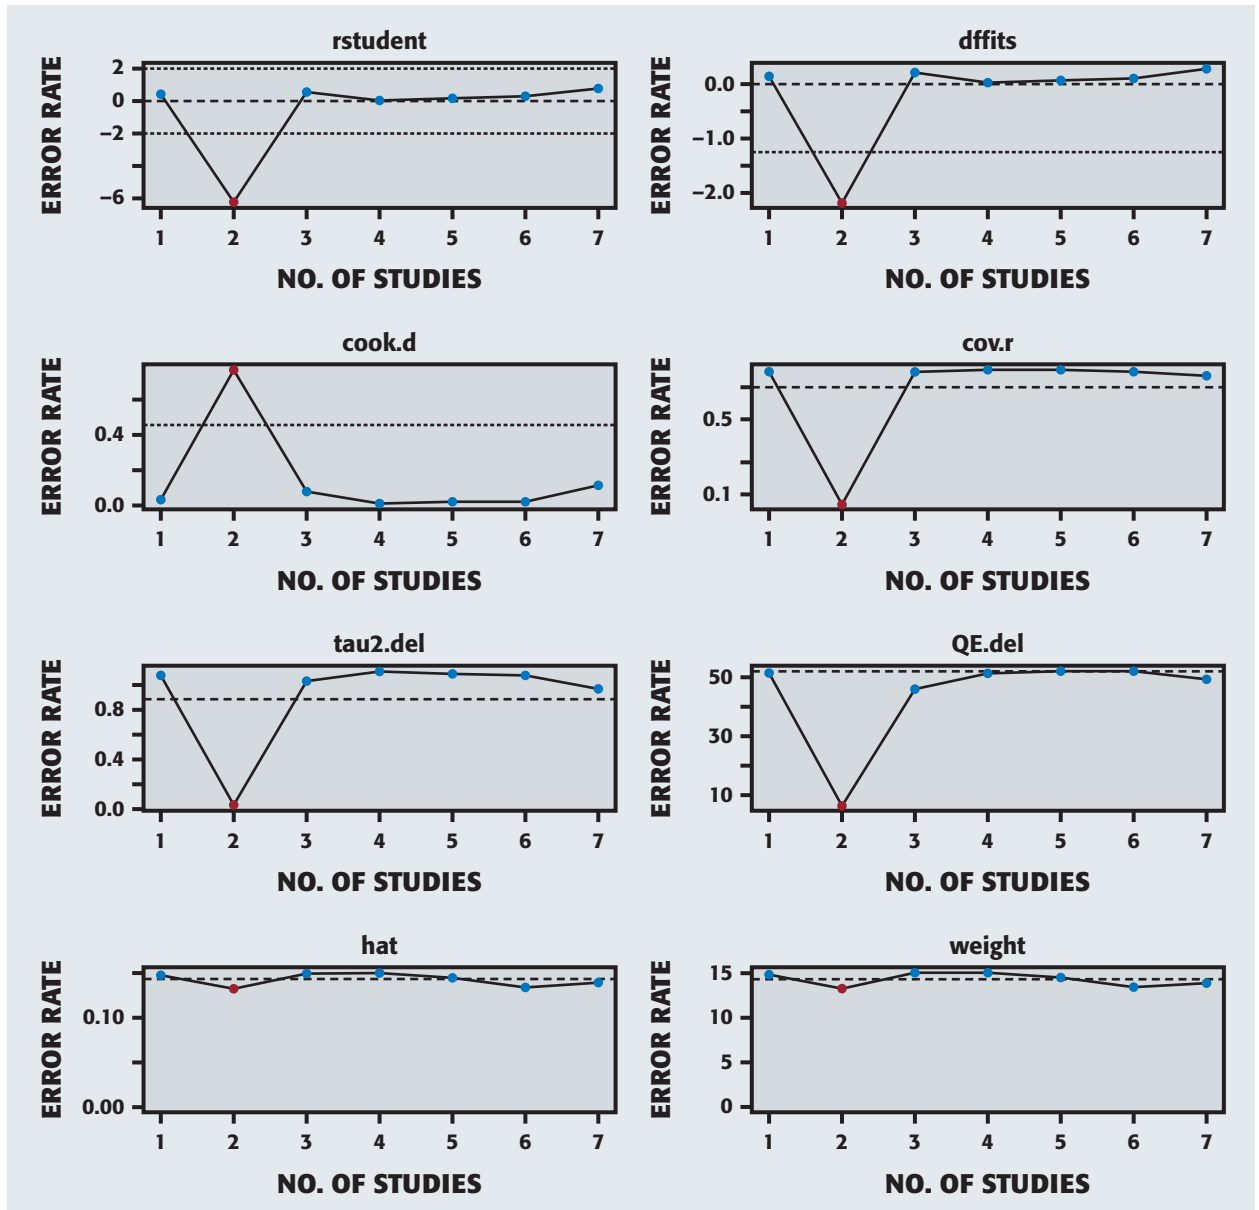 rstudent
ERROR RATE
2
0
−2
−6
1 2 3 4 5 6 7
NO. OF STUDIES
dffits
ERROR RATE
0.0
−1.0
−2.0
1 2 3 4 5 6 7
NO. OF STUDIES
cook.d
ERROR RATE
0.4
0.0
1 2 3 4 5 6 7
NO. OF STUDIES
cov.r
ERROR RATE
0.5
0.1
1 2 3 4 5 6 7
NO. OF STUDIES
tau2.del
ERROR RATE
0.8
0.4
0.0
1 2 3 4 5 6 7
NO. OF STUDIES
QE.del
ERROR RATE
50
30
10
1 2 3 4 5 6 7
NO. OF STUDIES
hat
ERROR RATE
0.10
0.00
1 2 3 4 5 6 7
NO. OF STUDIES
weight
ERROR RATE
15
10
5
0
1 2 3 4 5 6 7
NO. OF STUDIES